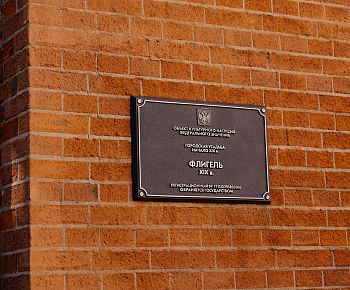 ОБЪЕКТ КУЛЬТУРНОГО НАСЛЕДИЯ
ФЕДЕРАЛЬНОГО ЗНАЧЕНИЯ
ГОРОДСКАЯ УСАДЬБА
НАЧАЛО XIX в.
ФЛИГЕЛЬ
XIX в.
РЕГИСТРАЦИОННЫЙ №
ОХРАНЯЕТСЯ ГОСУДАРСТВОМ